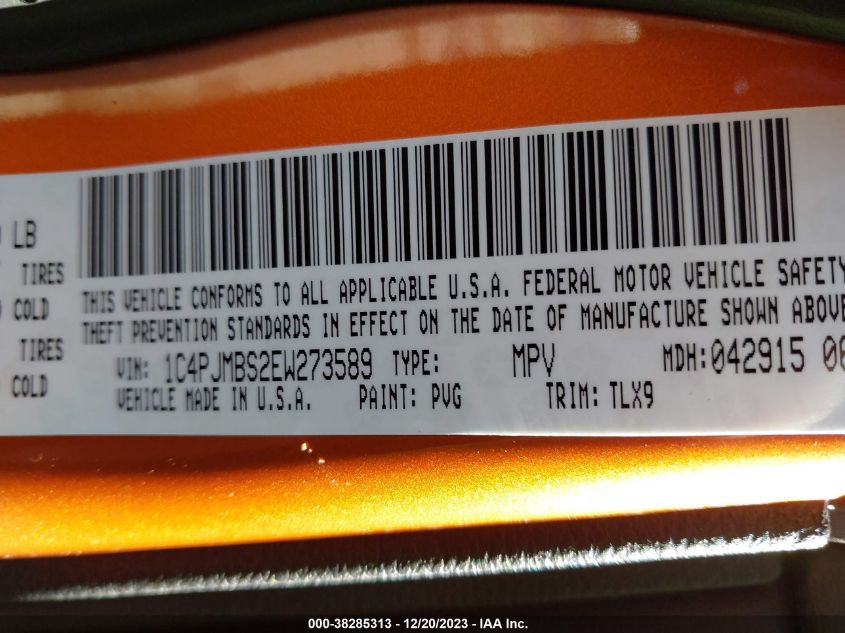 LB
TIRES
COLD
TIRES
COLD
THIS VEHICLE CONFORMS TO ALL APPLICABLE U.S.A. FEDERAL MOTOR VEHICLE SAFETY
THEFT PREVENTION STANDARDS IN EFFECT ON THE DATE OF MANUFACTURE SHOWN ABOVE
VIN: 1C4PJMBS2EW273589 TYPE: MPV MDH:042915
VEHICLE MADE IN U.S.A. PAINT: PVG TRIM: TLX9
000-38285313 - 12/20/2023 - IAA Inc.